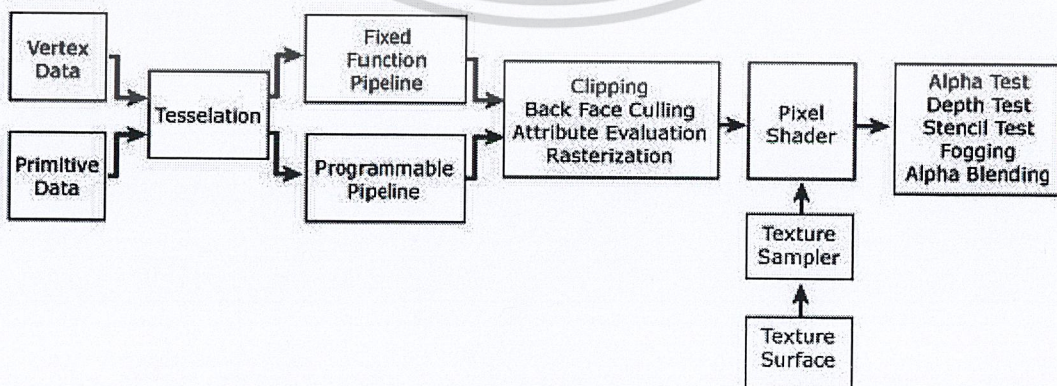 Vertex
Data
Primitive
Data
Tesselation
Fixed
Function
Pipeline
Programmable
Pipeline
Clipping
Back Face Culling
Attribute Evaluation
Rasterization
Pixel
Shader
Texture
Sampler
Texture
Surface
Alpha Test
Depth Test
Stencil Test
Fogging
Alpha Blending